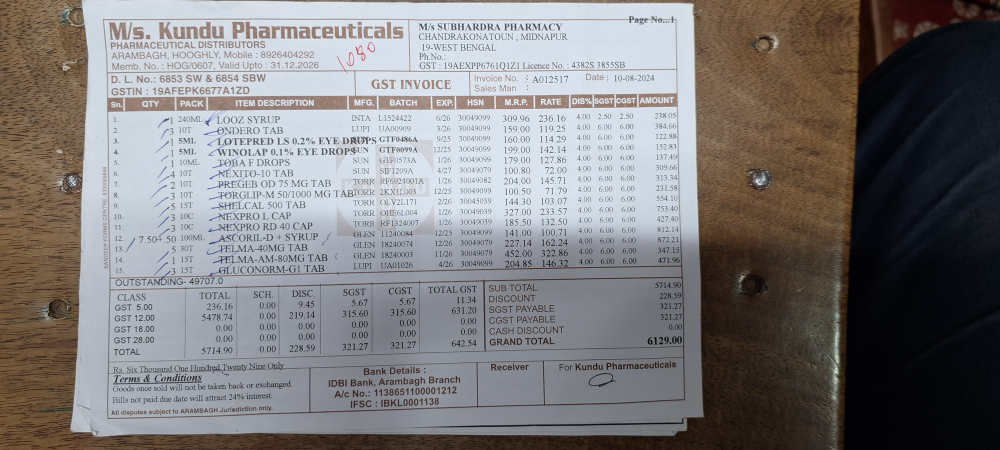 Page No...1
M/s. Kundu Pharmaceuticals
PHARMACEUTICAL DISTRIBUTORS
ARAMBAGH, HOOGHLY, Mobile : 8926404292
Memb. No. : HOG/0607, Valid Upto : 31.12.2026
1080
M/s SUBHARDRA PHARMACY
CHANDRAKONATOUN ; MIDNAPUR
19-WEST BENGAL
Ph.No.:
GST : 19AEXPP6761Q1Z1 Licence No. : 4382S 3855SB
D. L. No.: 6853 SW & 6854 SBW
GSTIN : 19AFEPK6677A1ZD
GST INVOICE
Invoice No. : A012517 Date : 10-08-2024
Sales Man :
Sn. QTY PACK ITEM DESCRIPTION MFG. BATCH EXP. HSN M.R.P. RATE DIS% SGST CGST AMOUNT
1. 1 240ML LOOZ SYRUP INTA L1524422 6/26 30049099 309.96 236.16 4.00 2.50 2.50 238.05
2. 3 10T ONDERO TAB LUPI UA00909 3/26 30049099 159.00 119.25 4.00 6.00 6.00 384.66
3. 1 5ML LOTEPRED LS 0.2% EYE DROPS SUN GTF0486A 9/25 30049099 160.00 114.29 4.00 6.00 6.00 122.88
4. 1 5ML WINOLAP 0.1% EYE DROPS SUN GTF0099A 12/25 30049099 199.00 142.14 4.00 6.00 6.00 152.83
5. 1 10ML TOBA F DROPS SUN GTF0573A 1/26 30049099 179.00 127.86 4.00 6.00 6.00 137.49
6. 4 10T NEXITO-10 TAB SUN SIF1209A 4/27 30049079 100.80 72.00 4.00 6.00 6.00 309.66
7. 2 10T PREGEB OD 75 MG TAB TORR RF6924001A 1/26 30049082 204.00 145.71 4.00 6.00 6.00 313.34
8. 3 10T TORGLIP-M 50/1000 MG TAB TORR 2KX1L003 12/25 30049099 100.50 71.79 4.00 6.00 6.00 231.58
9. 5 15T SHELCAL 500 TAB TORR OLV2L171 2/26 30045039 144.30 103.07 4.00 6.00 6.00 554.10
10. 3 10C NEXPRO L CAP TORR OHE6L004 1/26 30049039 327.00 233.57 4.00 6.00 6.00 753.40
11. 3 10C NEXPRO RD 40 CAP TORR RF1324007 1/26 30049039 185.50 132.50 4.00 6.00 6.00 427.40
12. 7.50+.50 100ML ASCORIL-D + SYRUP GLEN 11240084 12/25 30049099 141.00 100.71 4.00 6.00 6.00 812.14
13. 5 30T TELMA-40MG TAB GLEN 18240074 12/26 30049079 227.14 162.24 4.00 6.00 6.00 872.21
14. 1 15T TELMA-AM-80MG TAB GLEN 18240003 11/26 30049079 452.00 322.86 4.00 6.00 6.00 347.15
15. 3 15T GLUCONORM-G1 TAB LUPI UA01026 4/26 30049099 204.85 146.32 4.00 6.00 6.00 471.96
OUTSTANDING- 49707.0
CLASS TOTAL SCH. DISC. SGST CGST TOTAL GST
GST 5.00 236.16 0.00 9.45 5.67 5.67 11.34
GST 12.00 5478.74 0.00 219.14 315.60 315.60 631.20
GST 18.00 0.00 0.00 0.00 0.00 0.00 0.00
GST 28.00 0.00 0.00 0.00 0.00 0.00 0.00
TOTAL 5714.90 0.00 228.59 321.27 321.27 642.54
SUB TOTAL 5714.90
DISCOUNT 228.59
SGST PAYABLE 321.27
CGST PAYABLE 321.27
CASH DISCOUNT 0.00
GRAND TOTAL 6129.00
Rs. Six Thousand One Hundred Twenty Nine Only
Terms & Conditions
Goods once sold will not be taken back or exchanged.
Bills not paid due date will attract 24% interest.
All disputes subject to ARAMBAGH Jurisdiction only.
Bank Details :
IDBI Bank, Arambagh Branch
A/c No.: 1138651100001212
IFSC : IBKL0001138
Receiver
For Kundu Pharmaceuticals